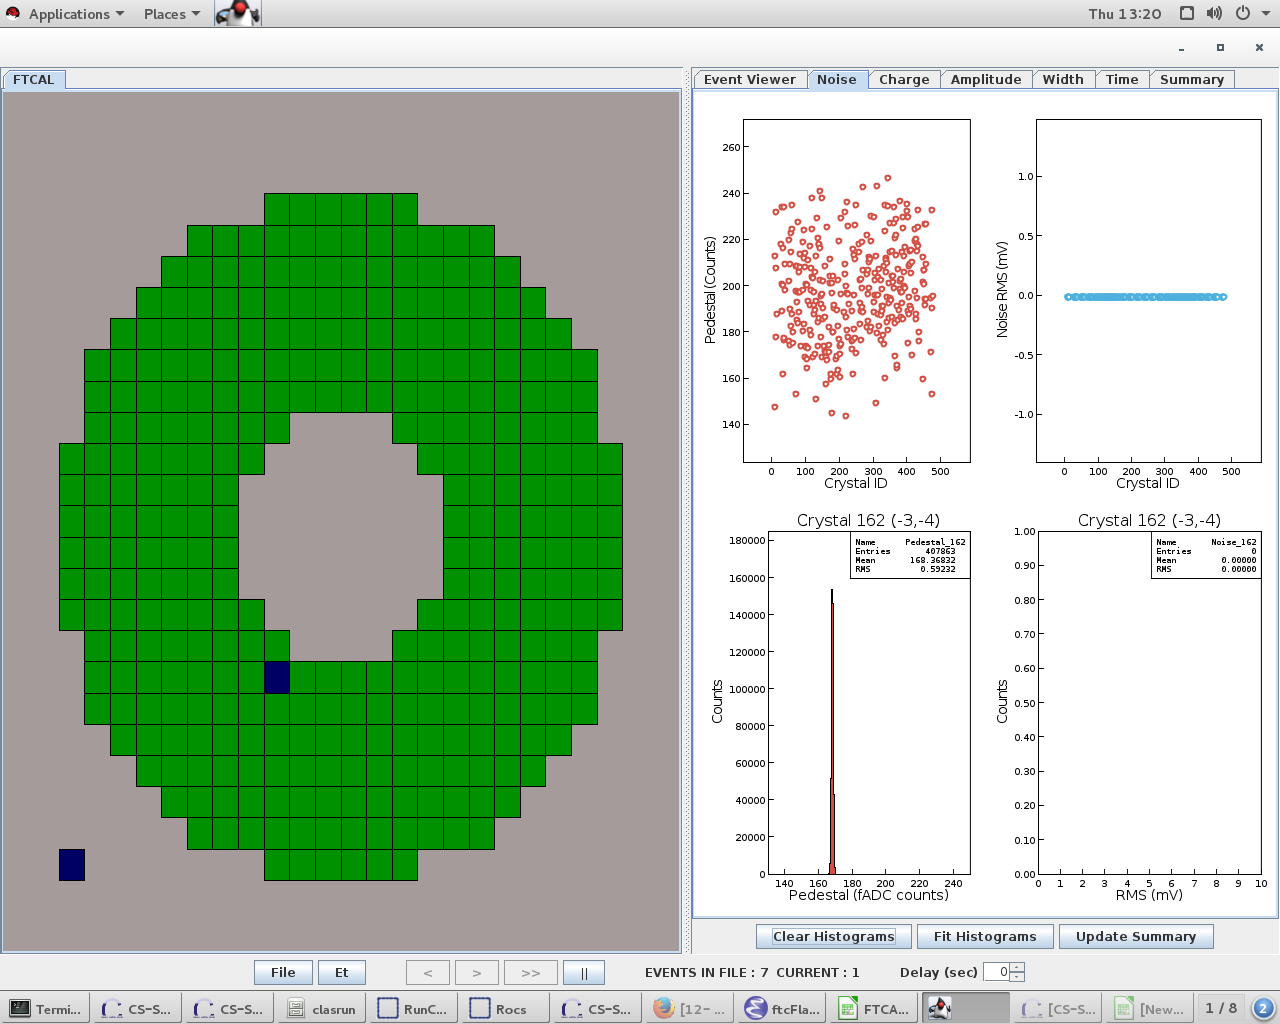 Applications Places Thu 13:20
FTCAL
Event Viewer Noise Charge Amplitude Width Time Summary
260
240
220
200
180
160
140
Pedestal (Counts)
0 100 200 300 400 500
Crystal ID
1.0
0.5
0.0
-0.5
-1.0
Noise RMS (mV)
0 100 200 300 400 500
Crystal ID
Crystal 162 (-3,-4)
Name Pedestal_162
Entries 407863
Mean 168.36832
RMS 0.59232
180000
160000
140000
120000
100000
80000
60000
40000
20000
0
Counts
140 160 180 200 220 240
Pedestal (fADC counts)
Crystal 162 (-3,-4)
Name Noise_162
Entries 0
Mean 0.00000
RMS 0.00000
1.00
0.90
0.80
0.70
0.60
0.50
0.40
0.30
0.20
0.10
0.00
Counts
0 1 2 3 4 5 6 7 8 9 10
RMS (mV)
Clear Histograms Fit Histograms Update Summary
File Et < > >> || EVENTS IN FILE : 7 CURRENT : 1 Delay (sec) 0
Termi... CS-S... CS-S... clasrun RunC... Rocs CS-S... [12- ... ftcFla... FTCA... [CS-S... [New... 1 / 8 2